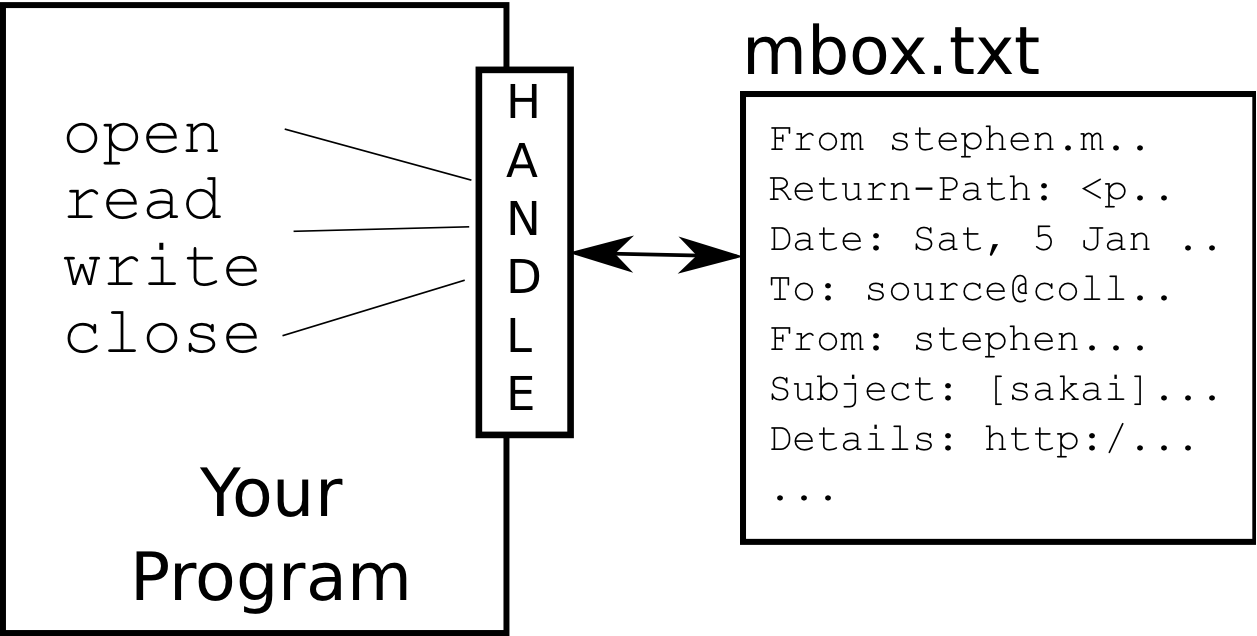 open
read
write
close
Your
Program
H
A
N
D
L
E
mbox.txt
From stephen.m..
Return-Path: <p..
Date: Sat, 5 Jan ..
To: source@coll..
From: stephen...
Subject: [sakai]...
Details: http:/...
...